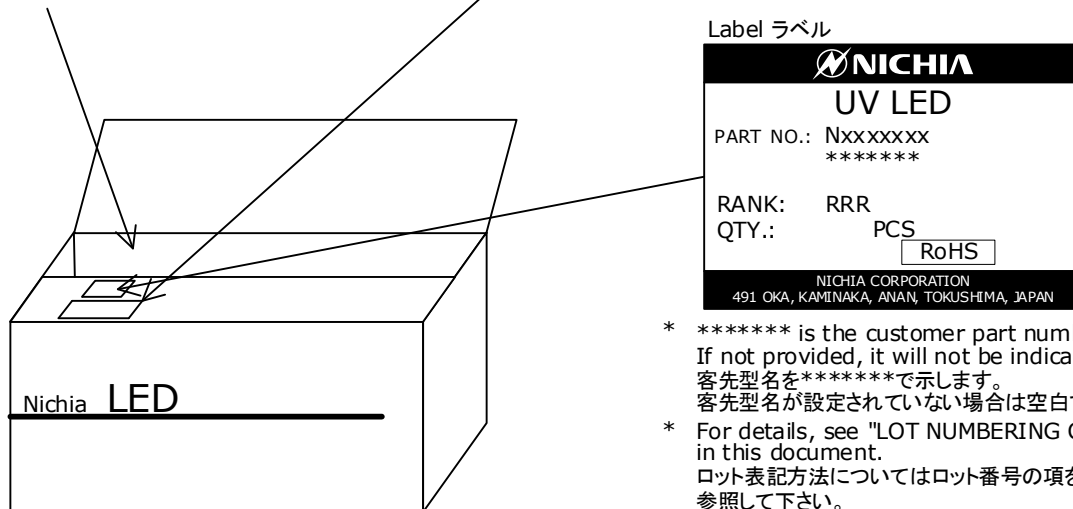 Label ラベル
NICHIA
UV LED
PART NO.: Nxxxxxxx
*******
RANK: RRR
QTY.: PCS
RoHS
NICHIA CORPORATION
491 OKA, KAMINAKA, ANAN, TOKUSHIMA, JAPAN
Nichia LED
* ******* is the customer part num
If not provided, it will not be indica
客先型名を*******で示します。
客先型名が設定されていない場合は空白
* For details, see "LOT NUMBERING
in this document.
ロット表記方法についてはロット番号の項を
参照して下さい。